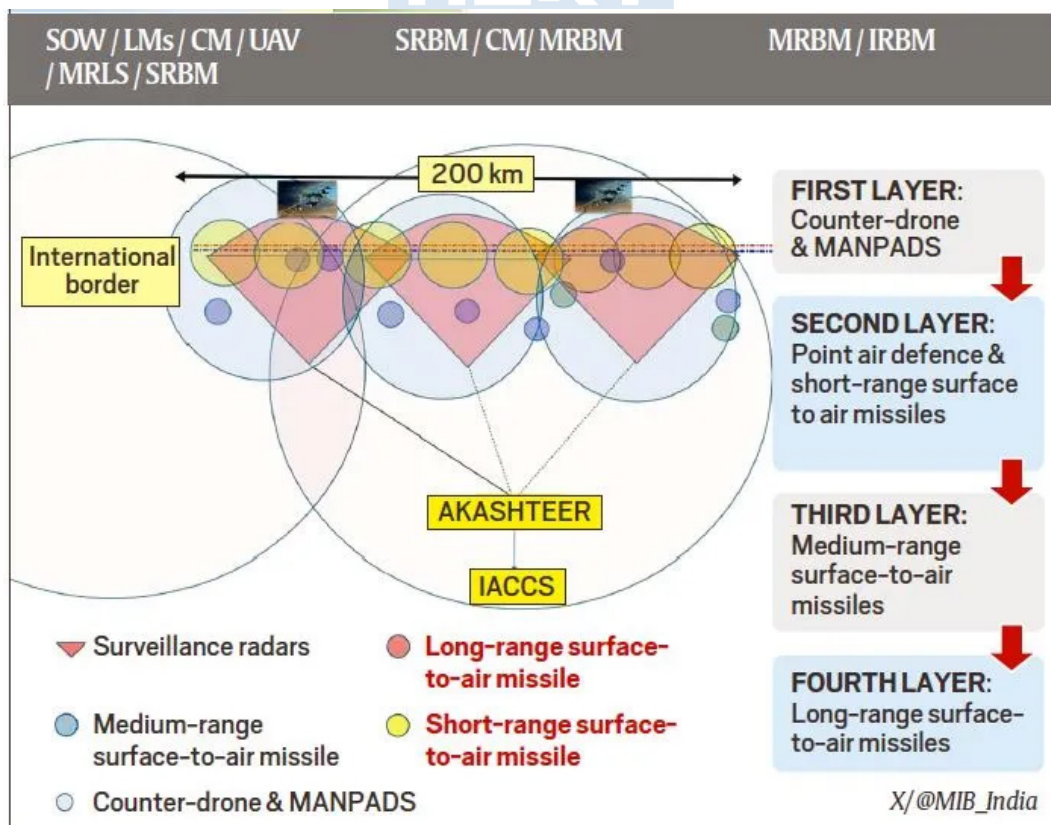 SOW / LMs / CM / UAV
/ MRLS / SRBM
SRBM / CM/ MRBM
MRBM / IRBM
200 km
International
border
AKASHTEER
IACCS
FIRST LAYER:
Counter-drone
& MANPADS
SECOND LAYER:
Point air defence &
short-range surface
to air missiles
THIRD LAYER:
Medium-range
surface-to-air
missiles
FOURTH LAYER:
Long-range surface-
to-air missiles
Surveillance radars
Long-range surface-
to-air missile
Medium-range
surface-to-air missile
Short-range surface-
to-air missile
Counter-drone & MANPADS
X/@MIB_India